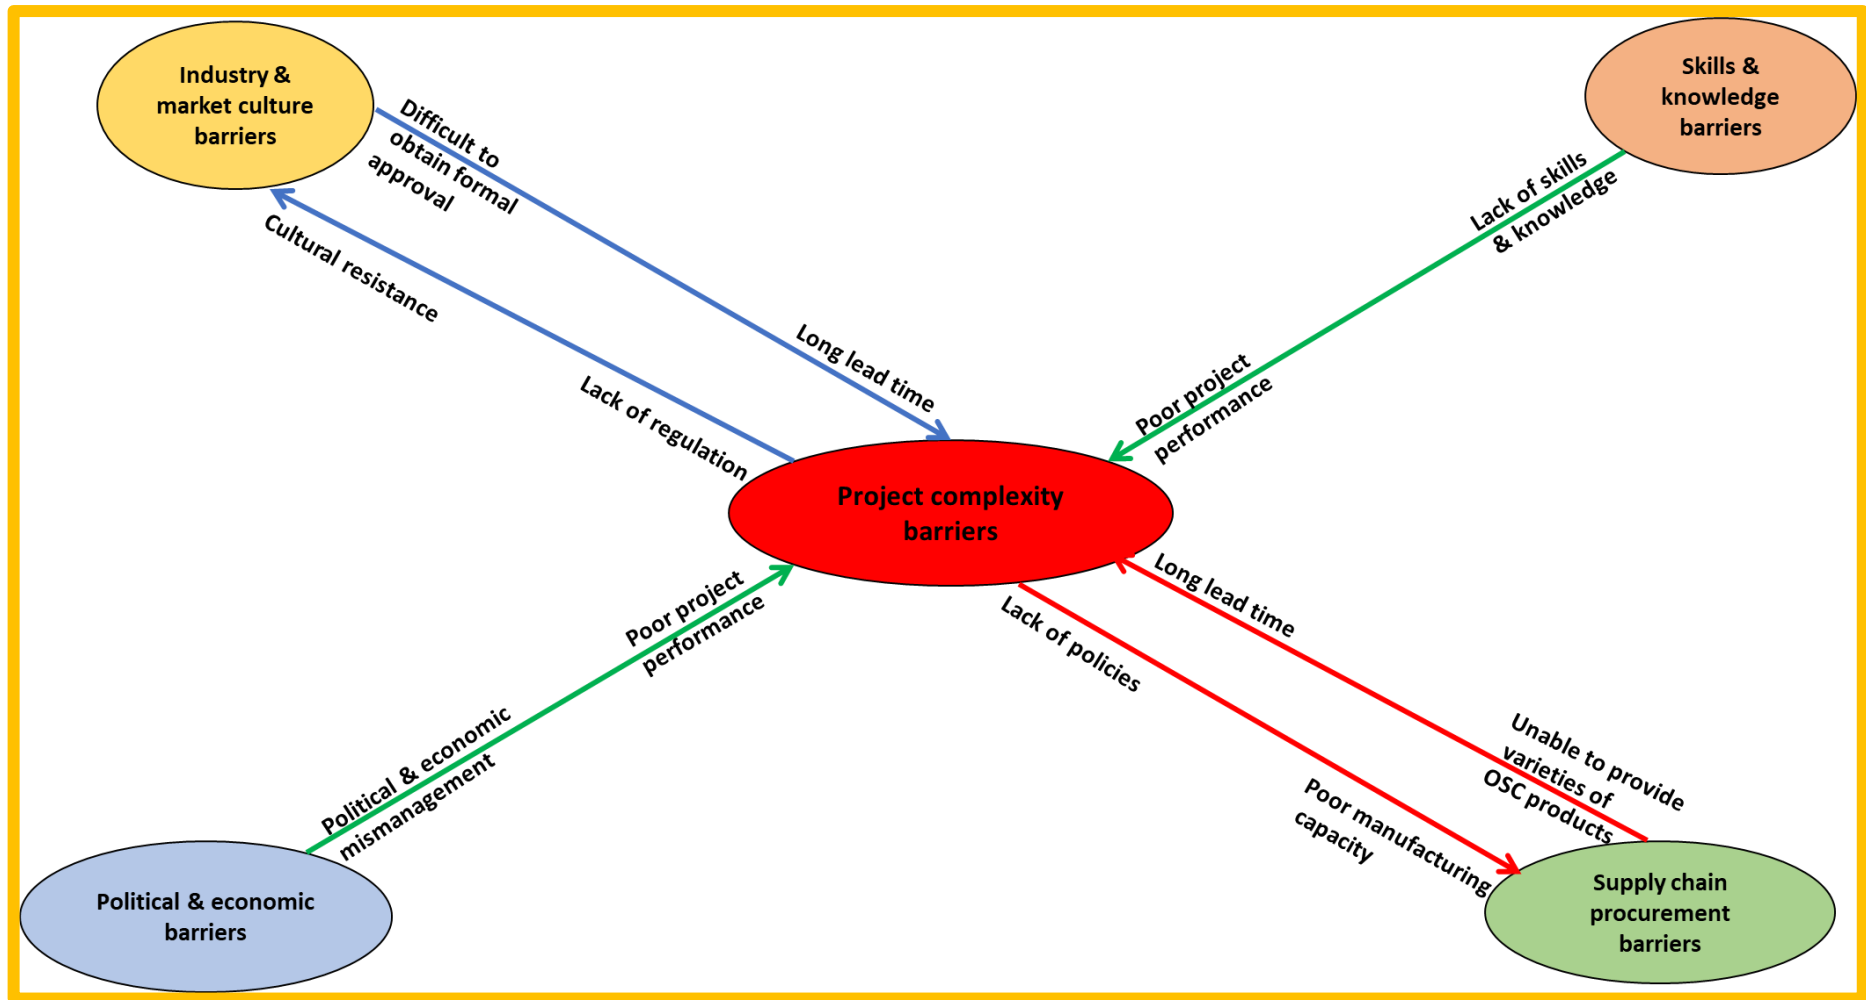 Industry &
market culture
barriers
Skills &
knowledge
barriers
Difficult to
obtain formal
approval
Lack of skills
& knowledge
Cultural resistance
Long lead time
Poor project
performance
Lack of regulation
Project complexity
barriers
Poor project
performance
Long lead time
Lack of policies
Political & economic
mismanagement
Unable to provide
varieties of
OSC products
Poor manufacturing
capacity
Political & economic
barriers
Supply chain
procurement
barriers